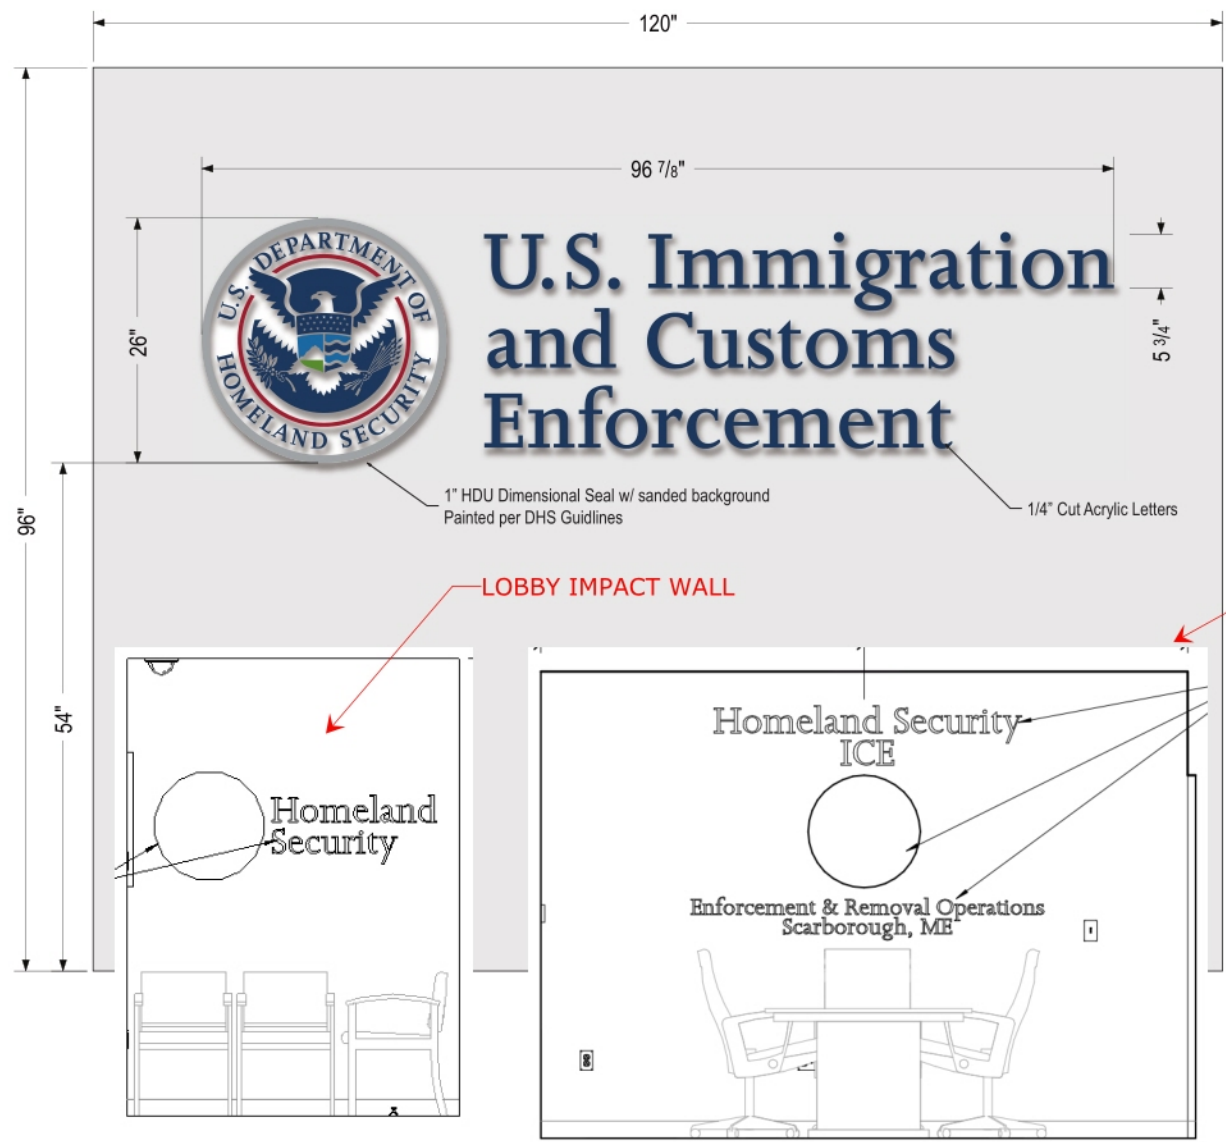 120"
96 7/8"
U.S. DEPARTMENT OF
HOMELAND SECURITY
U.S. Immigration
and Customs
Enforcement
26"
5 3/4"
1" HDU Dimensional Seal w/ sanded background
Painted per DHS Guidlines
1/4" Cut Acrylic Letters
96"
54"
LOBBY IMPACT WALL
Homeland
Security
Homeland Security
ICE
Enforcement & Removal Operations
Scarborough, ME